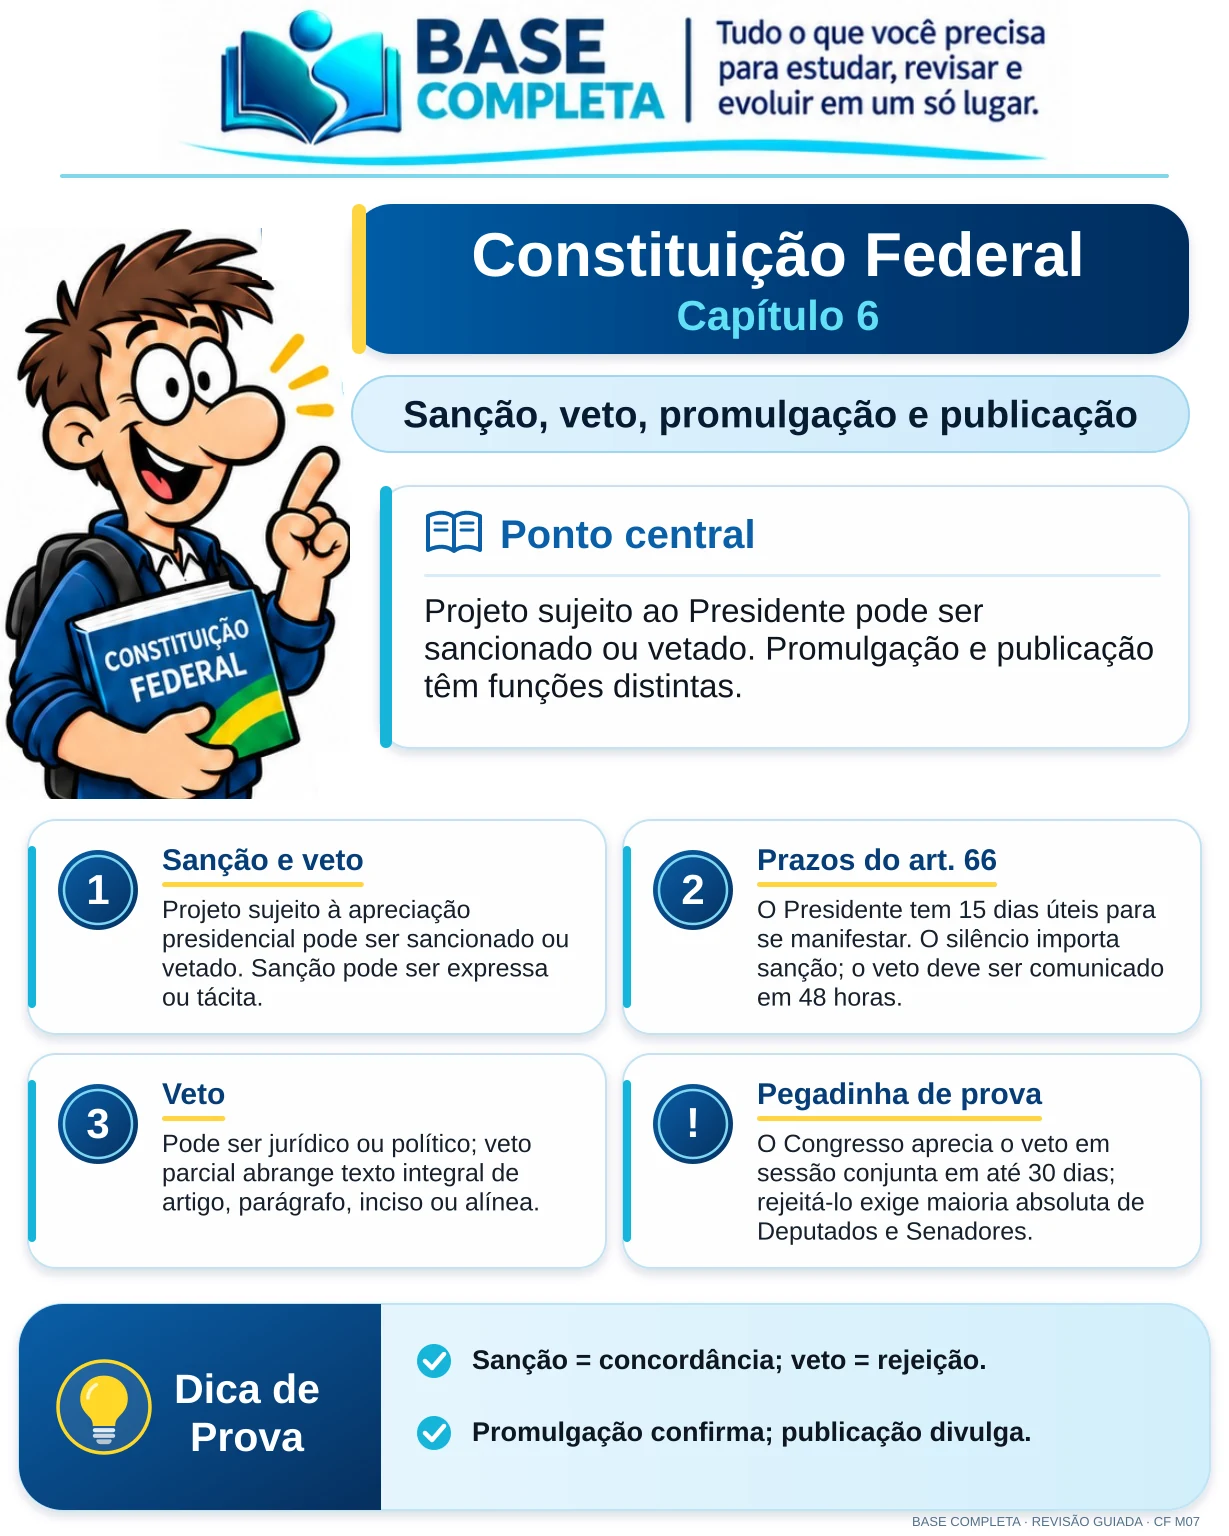 BASE
COMPLETA
Tudo o que você precisa
para estudar, revisar e
evoluir em um só lugar.
Constituição Federal
Capítulo 6
Sanção, veto, promulgação e publicação
CONSTITUIÇÃO
FEDERAL
Ponto central
Projeto sujeito ao Presidente pode ser
sancionado ou vetado. Promulgação e publicação
têm funções distintas.
1
Sanção e veto
Projeto sujeito à apreciação
presidencial pode ser sancionado ou
vetado. Sanção pode ser expressa
ou tácita.
2
Prazos do art. 66
O Presidente tem 15 dias úteis para
se manifestar. O silêncio importa
sanção; o veto deve ser comunicado
em 48 horas.
3
Veto
Pode ser jurídico ou político; veto
parcial abrange texto integral de
artigo, parágrafo, inciso ou alínea.
!
Pegadinha de prova
O Congresso aprecia o veto em
sessão conjunta em até 30 dias;
rejeitá-lo exige maioria absoluta de
Deputados e Senadores.
Dica de
Prova
Sanção = concordância; veto = rejeição.
Promulgação confirma; publicação divulga.
BASE COMPLETA · REVISÃO GUIADA · CF M07